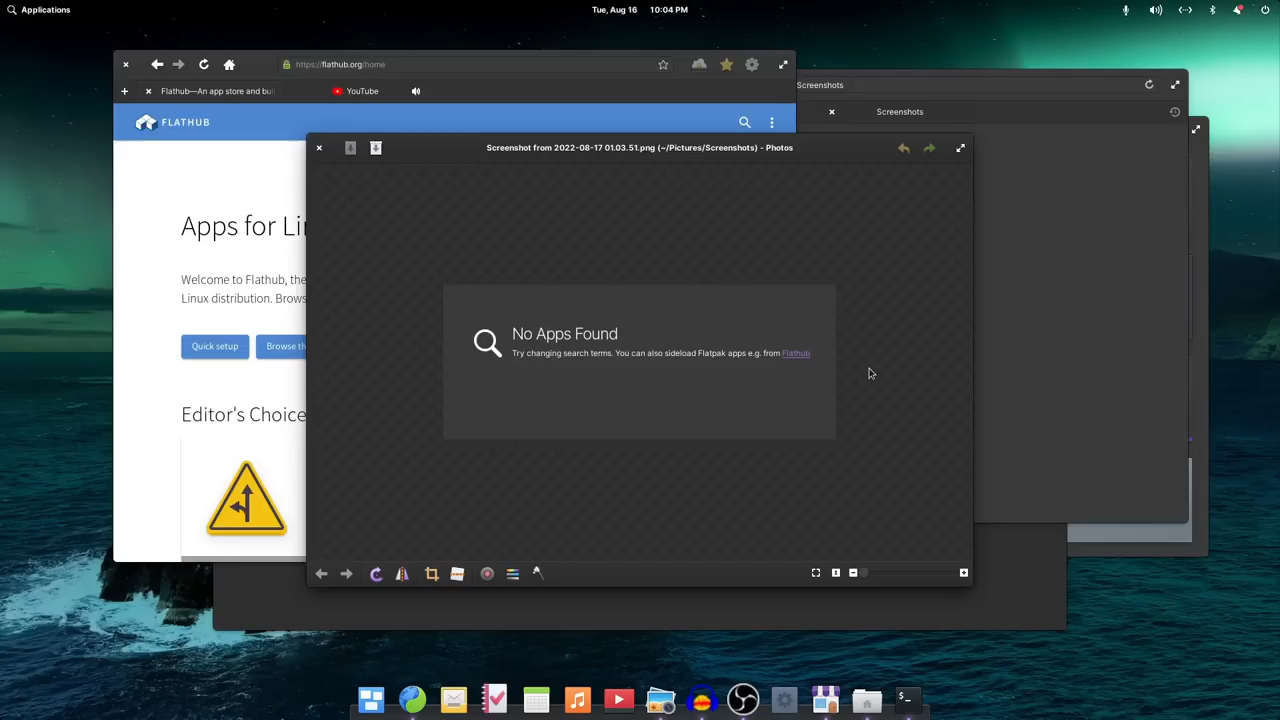 Applications
Tue, Aug 16 10:04 PM
https://flathub.org/home
Flathub—An app store and bui
YouTube
Screenshots
Screenshots
FLATHUB
Screenshot from 2022-08-17 01.03.51.png (~/Pictures/Screenshots) - Photos
Apps for Li
Welcome to Flathub, the
Linux distribution. Brows
Quick setup
Browse th
No Apps Found
Try changing search terms. You can also sideload Flatpak apps e.g. from Flathub
Editor's Choice